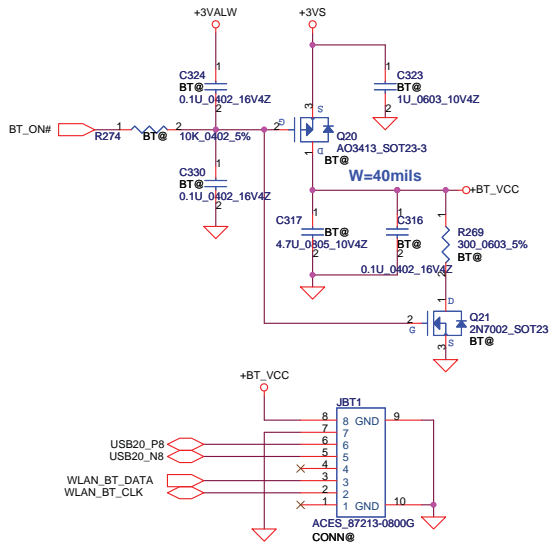 +3VALW
+3VS
1
C324
BT@
0.1U_0402_16V4Z
2
1
C323
BT@
1U_0603_10V4Z
2
3
S
G
2
Q20
AO3413_SOT23-3
BT@
D
1
BT_ON#
1
2
R274
BT@
10K_0402_5%
1
C330
BT@
0.1U_0402_16V4Z
2
W=40mils
+BT_VCC
1
C317
BT@
4.7U_0805_10V4Z
2
1
C316
BT@
0.1U_0402_16V4Z
2
1
R269
300_0603_5%
BT@
2
1
D
2
G
Q21
2N7002_SOT23
BT@
3
S
+BT_VCC
JBT1
8 8 GND 9
7 7
USB20_P8 6 6
USB20_N8 5 5
4 4
WLAN_BT_DATA 3 3
WLAN_BT_CLK 2 2
1 1 GND 10
ACES_87213-0800G
CONN@